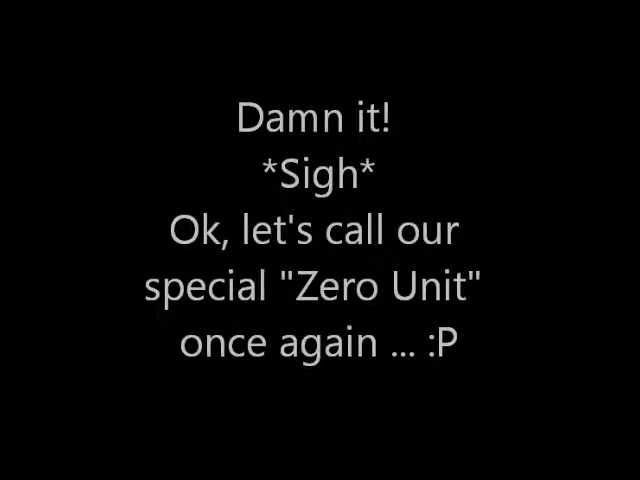 Damn it!
*Sigh*
Ok, let's call our
special "Zero Unit"
once again ... :P